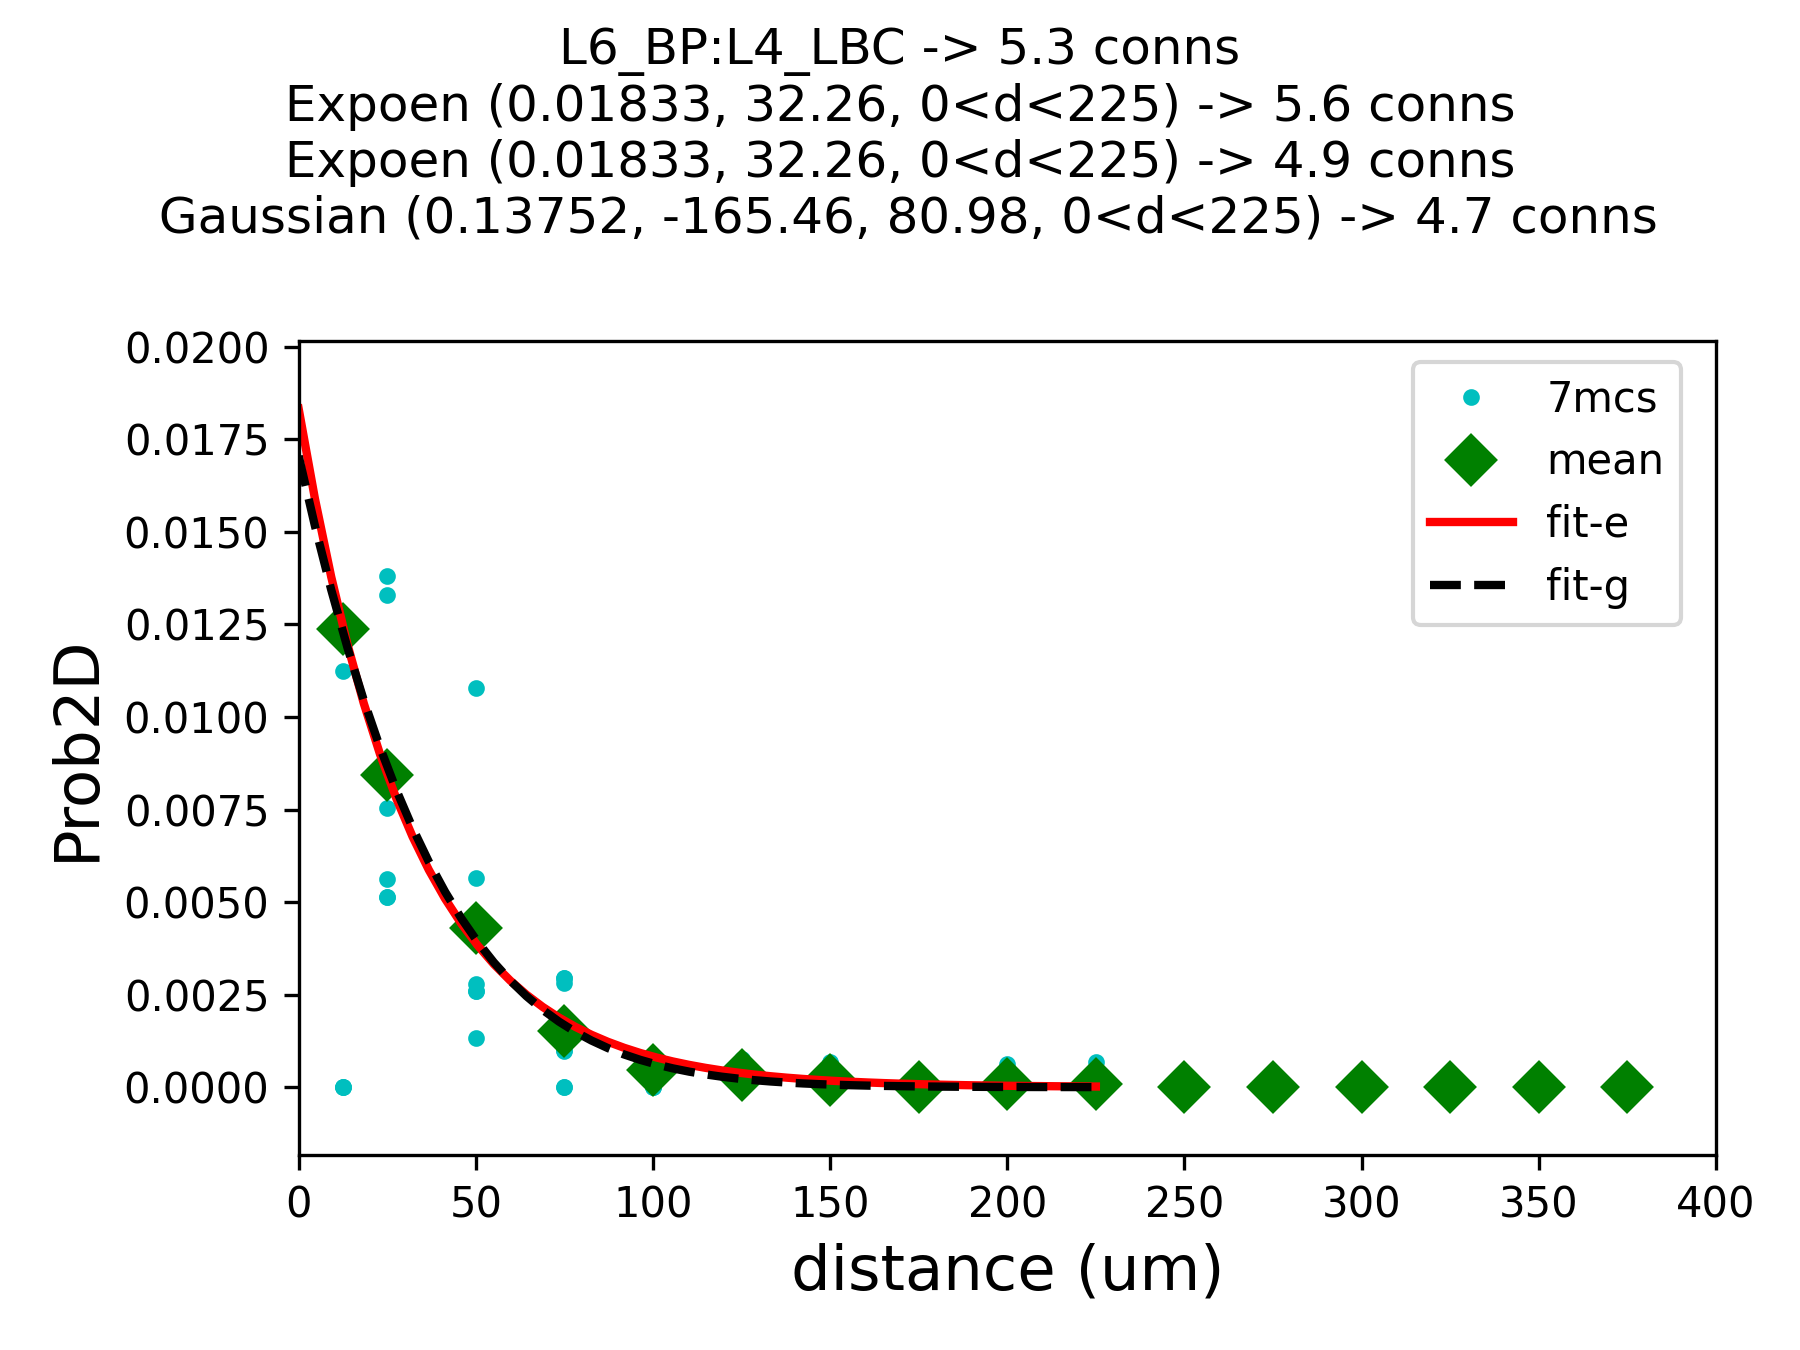 L6_BP:L4_LBC -> 5.3 conns
Expoen (0.01833, 32.26, 0<d<225) -> 5.6 conns
Expoen (0.01833, 32.26, 0<d<225) -> 4.9 conns
Gaussian (0.13752, -165.46, 80.98, 0<d<225) -> 4.7 conns
0.0200
0.0175
0.0150
0.0125
0.0100
0.0075
0.0050
0.0025
0.0000
Prob2D
7mcs
mean
fit-e
fit-g
0 50 100 150 200 250 300 350 400
distance (um)